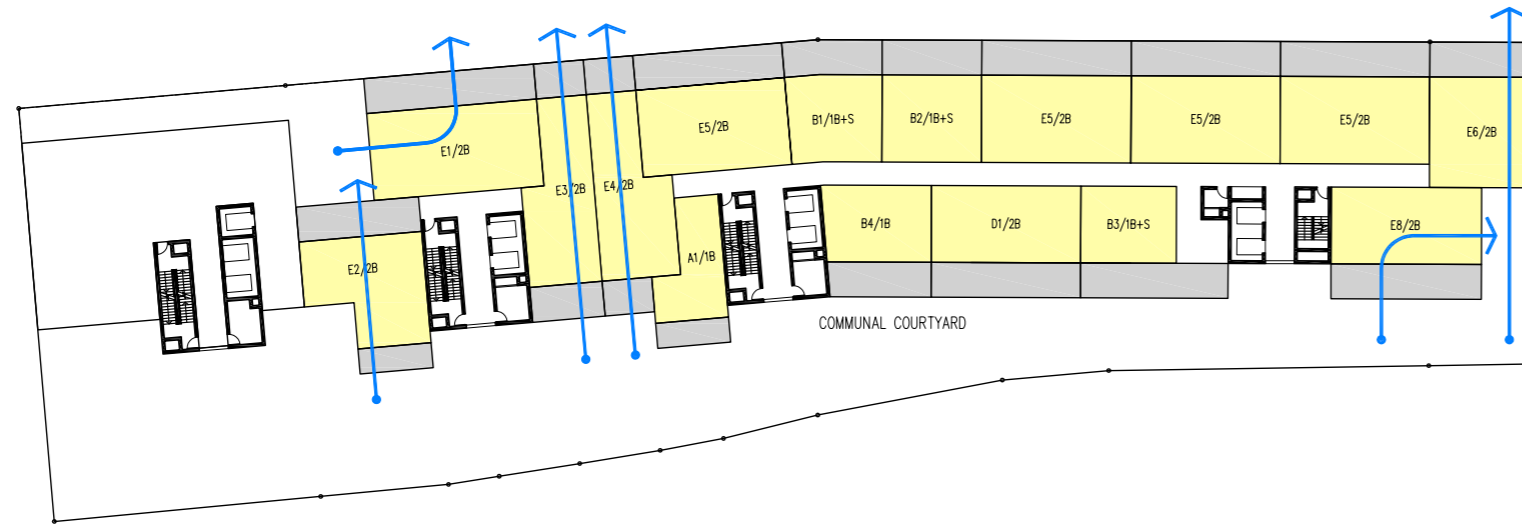 E1/2B
E3/2B
E4/2B
E5/2B
B1/1B+S
B2/1B+S
E5/2B
E5/2B
E5/2B
E6/2B
E2/2B
A1/1B
B4/1B
D1/2B
B3/1B+S
E8/2B
COMMUNAL COURTYARD